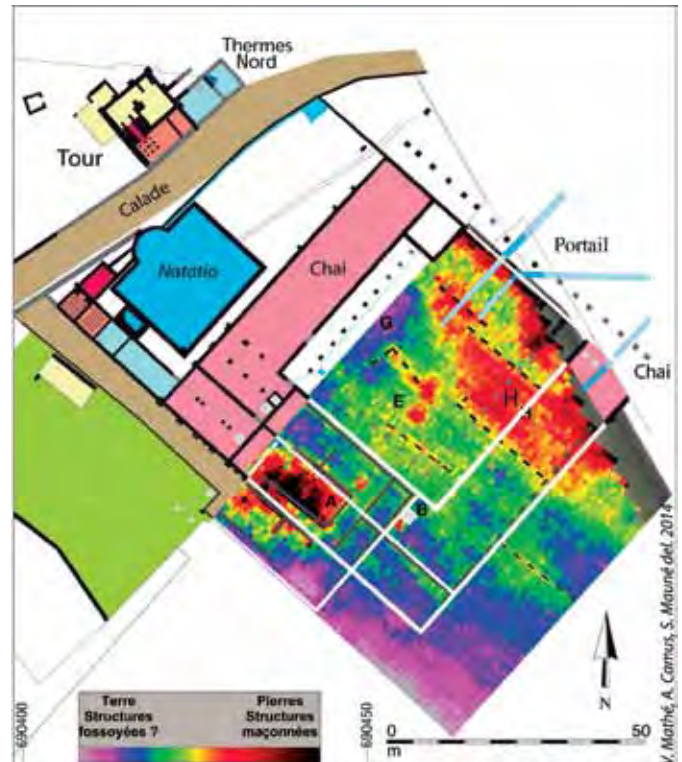 Thermes
Nord
Tour
Calade
Natatio
Chai
Portail
Chai
G
E
H
A
B
Terre
Structures
fossoyées ?
Pierres
Structures
maçonnées
690400
690450
0
50
m
N
V. Mathé, A. Camus, S. Mauné del. 2014